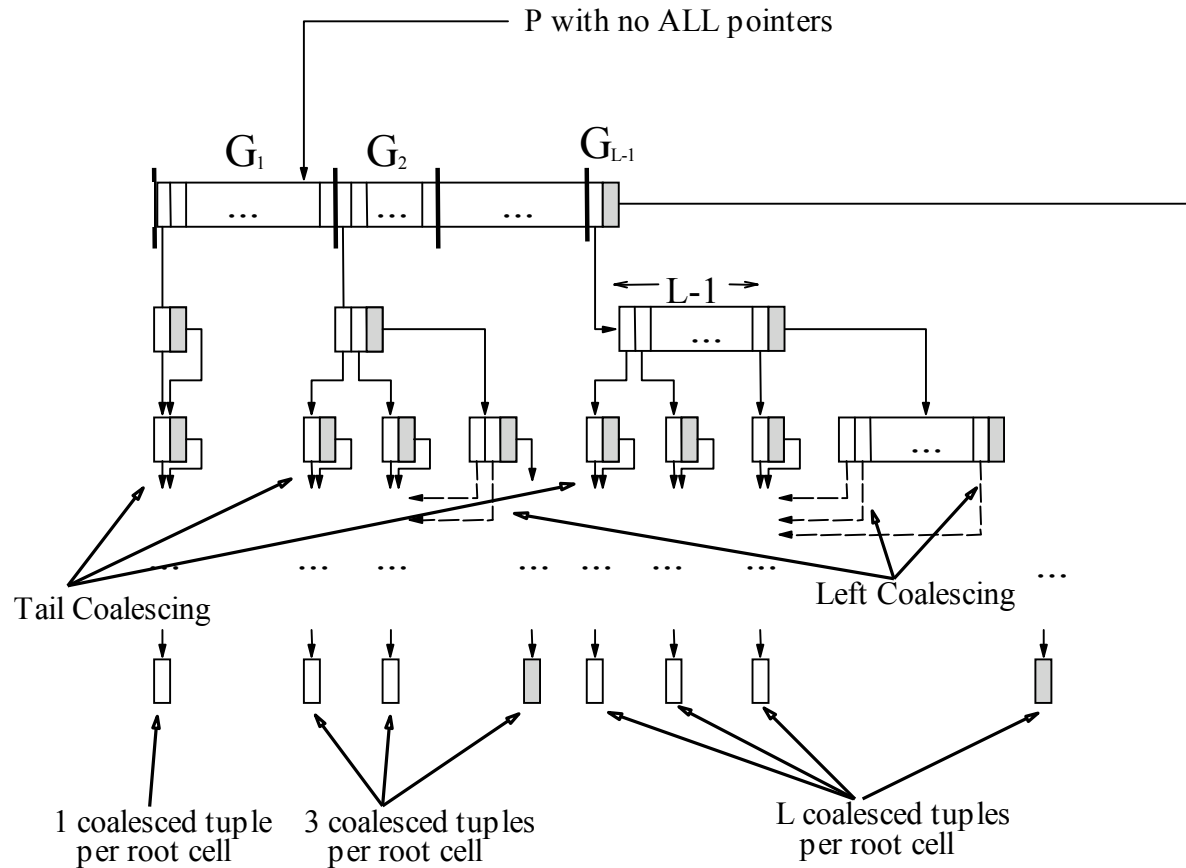 P with no ALL pointers
G1 G2 GL-1
... ... ...
L-1
...
...
... ... ... ... ... ... ... ...
Tail Coalescing
Left Coalescing
1 coalesced tuple
per root cell
3 coalesced tuples
per root cell
L coalesced tuples
per root cell